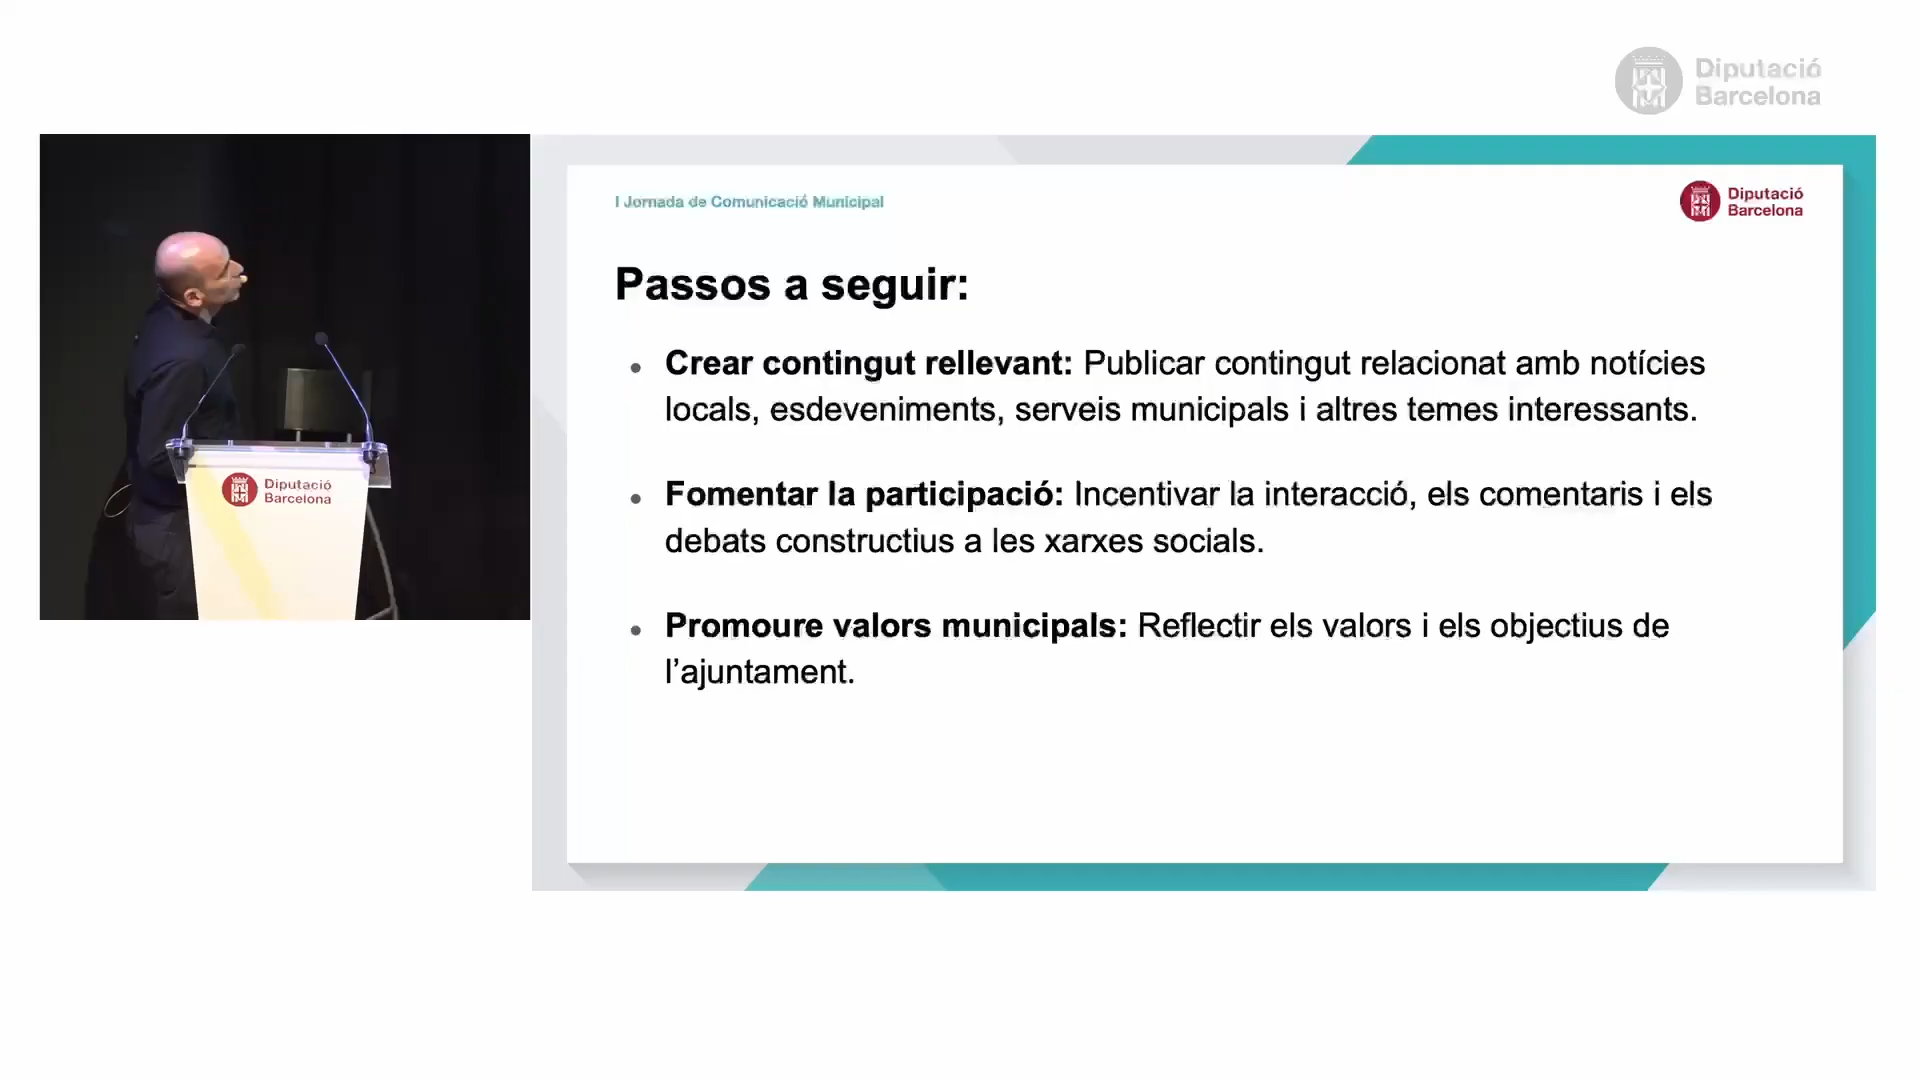 Diputació
Barcelona
I Jornada de Comunicació Municipal
Diputació
Barcelona
Passos a seguir:
• Crear contingut rellevant: Publicar contingut relacionat amb notícies
locals, esdeveniments, serveis municipals i altres temes interessants.
• Fomentar la participació: Incentivar la interacció, els comentaris i els
debats constructius a les xarxes socials.
• Promoure valors municipals: Reflectir els valors i els objectius de
l’ajuntament.
Diputació
Barcelona